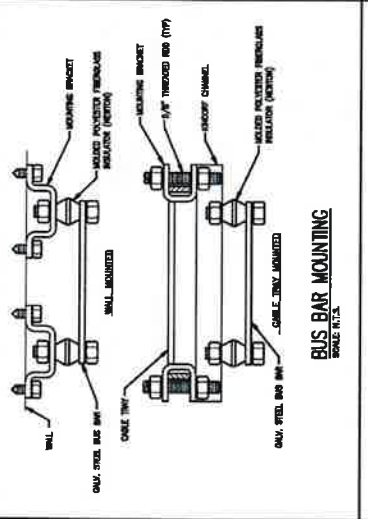 MOUNTING BRACKET
MOLDED POLYESTER FIBERGLASS
INSULATOR (NEWTON)
WALL
WALL MOUNTED
GALV. STEEL BUS BAR
MOUNTING BRACKET
THREADED ROD (TYP)
CABLE TRAY
KINDORF CHANNEL
MOLDED POLYESTER FIBERGLASS
INSULATOR (NEWTON)
CABLE TRAY MOUNTED
GALV. STEEL BUS BAR
BUS BAR MOUNTING
SCALE: N.T.S.